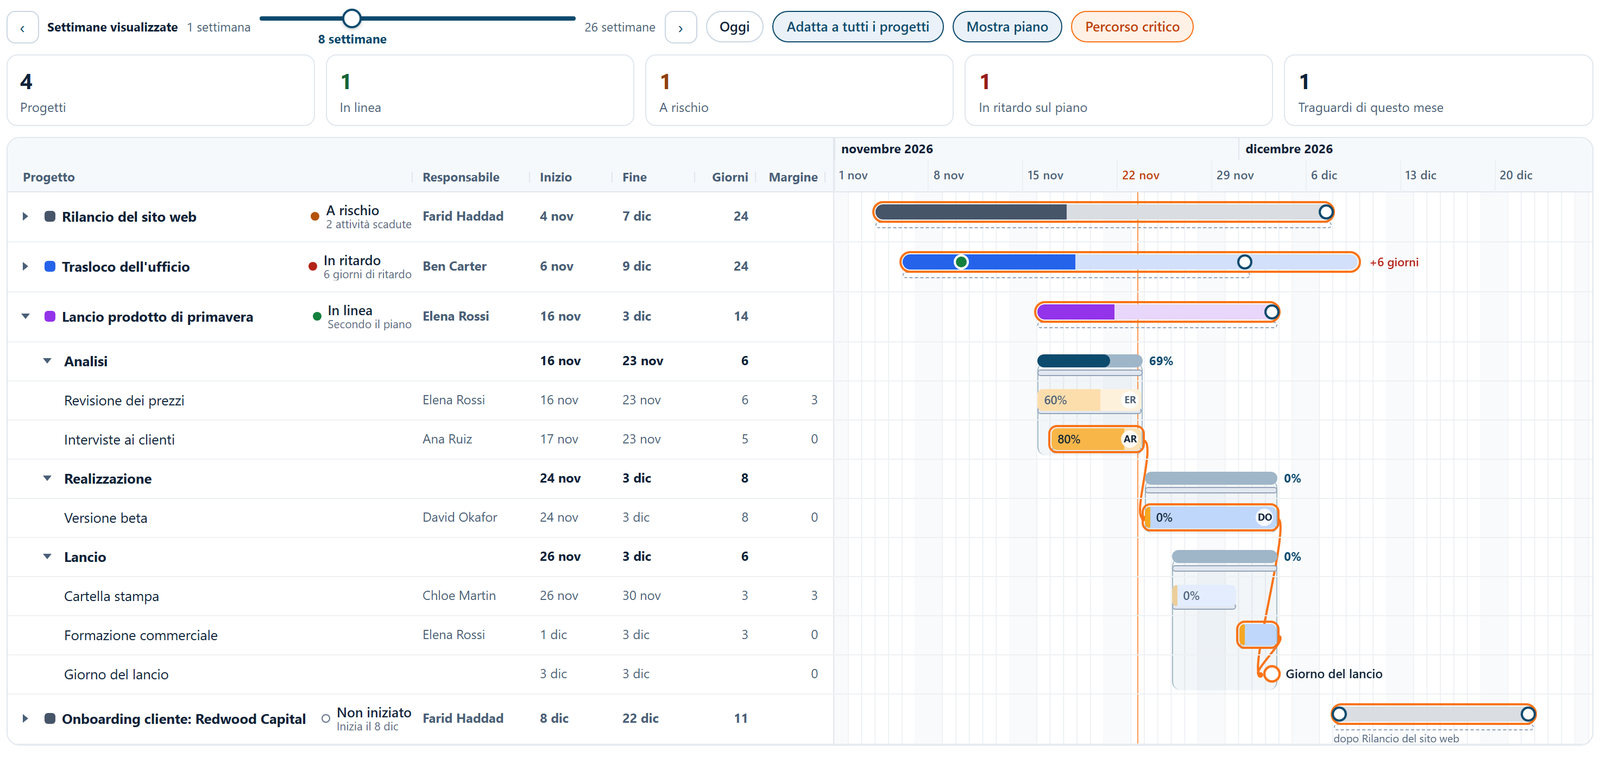 ‹ Settimane visualizzate 1 settimana 8 settimane 26 settimane › Oggi Adatta a tutti i progetti Mostra piano Percorso critico
4
Progetti
1
In linea
1
A rischio
1
In ritardo sul piano
1
Traguardi di questo mese
novembre 2026 dicembre 2026
Progetto Responsabile Inizio Fine Giorni Margine 1 nov 8 nov 15 nov 22 nov 29 nov 6 dic 13 dic 20 dic
Rilancio del sito web A rischio 2 attività scadute Farid Haddad 4 nov 7 dic 24
Trasloco dell'ufficio In ritardo 6 giorni di ritardo Ben Carter 6 nov 9 dic 24 +6 giorni
Lancio prodotto di primavera In linea Secondo il piano Elena Rossi 16 nov 3 dic 14
Analisi 16 nov 23 nov 6 69%
Revisione dei prezzi Elena Rossi 16 nov 23 nov 6 3 60% ER
Interviste ai clienti Ana Ruiz 17 nov 23 nov 5 0 80% AR
Realizzazione 24 nov 3 dic 8 0%
Versione beta David Okafor 24 nov 3 dic 8 0 0% DO
Lancio 26 nov 3 dic 6 0%
Cartella stampa Chloe Martin 26 nov 30 nov 3 3 0%
Formazione commerciale Elena Rossi 1 dic 3 dic 3 0
Giorno del lancio 3 dic 3 dic 0 Giorno del lancio
Onboarding cliente: Redwood Capital Non iniziato Inizia il 8 dic Farid Haddad 8 dic 22 dic 11
dopo Rilancio del sito web